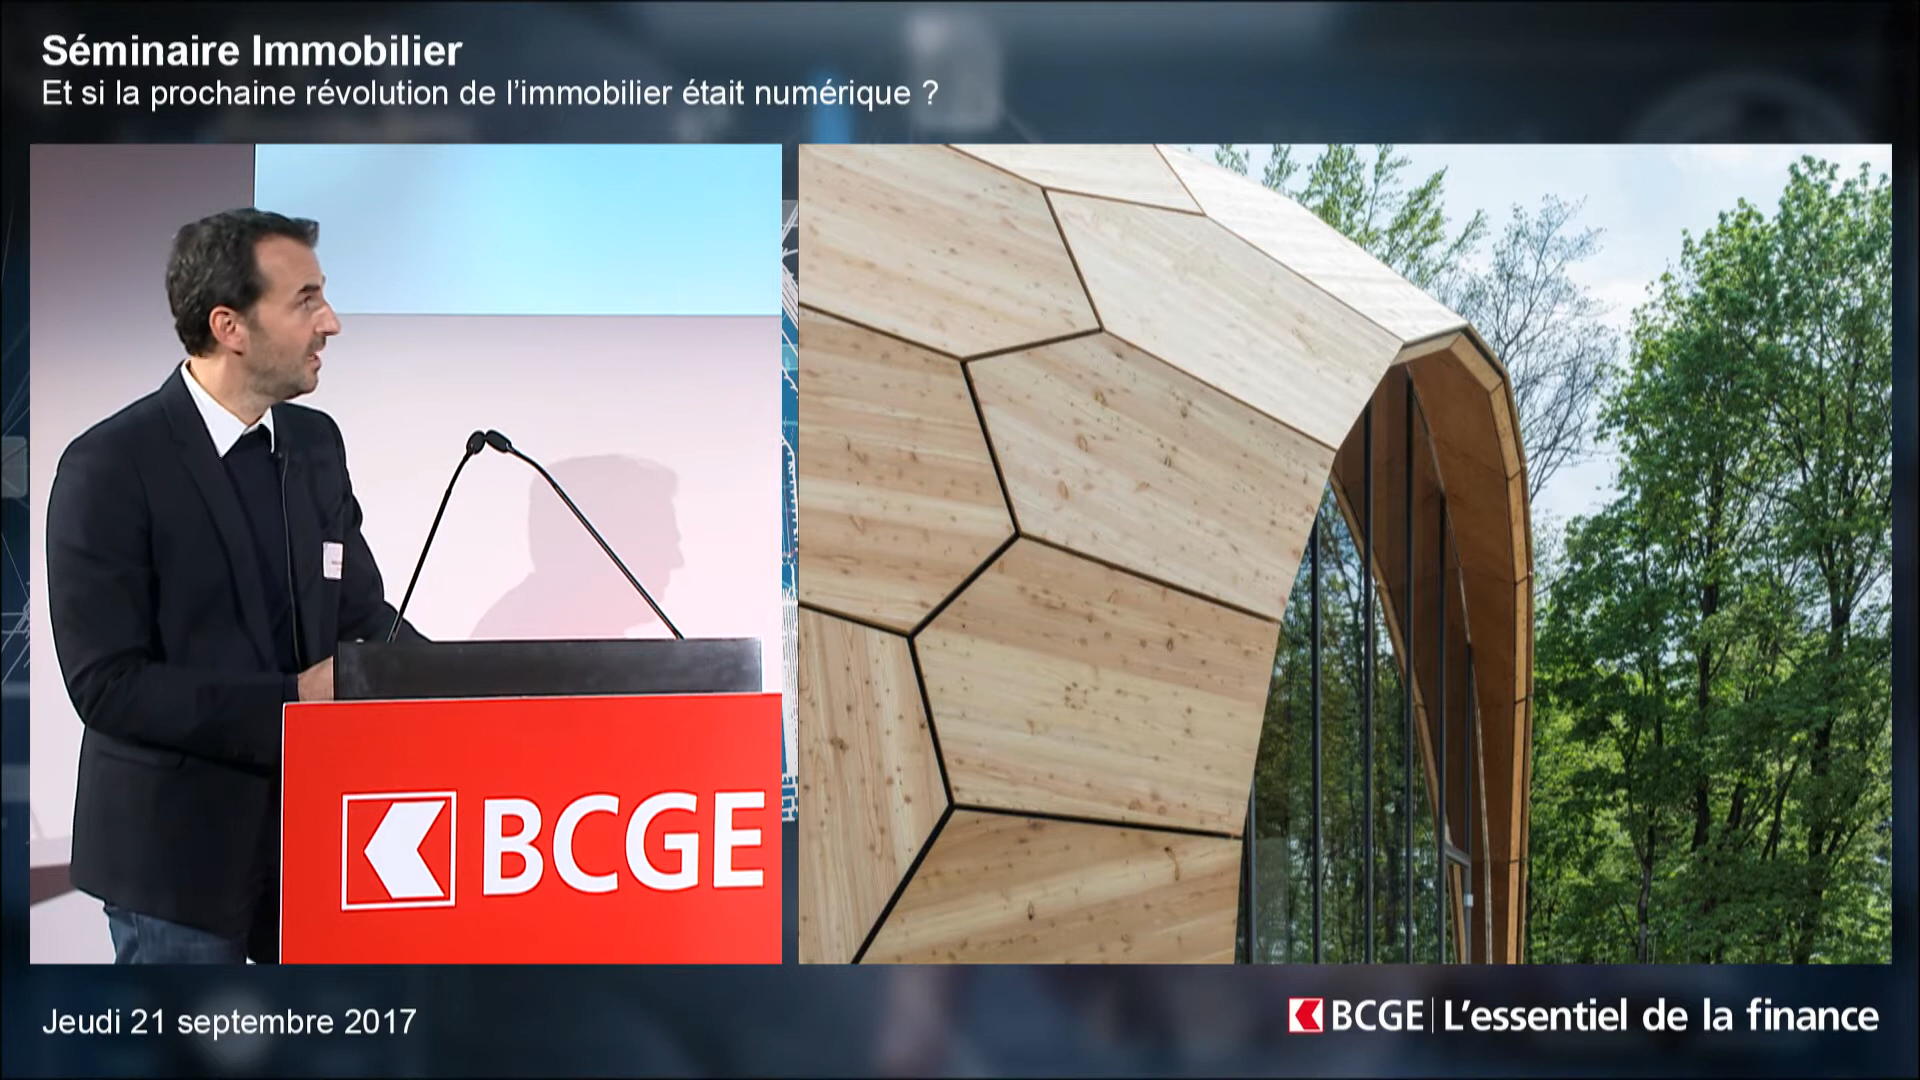 Séminaire Immobilier
Et si la prochaine révolution de l’immobilier était numérique ?
BCGE
Jeudi 21 septembre 2017
BCGE | L’essentiel de la finance